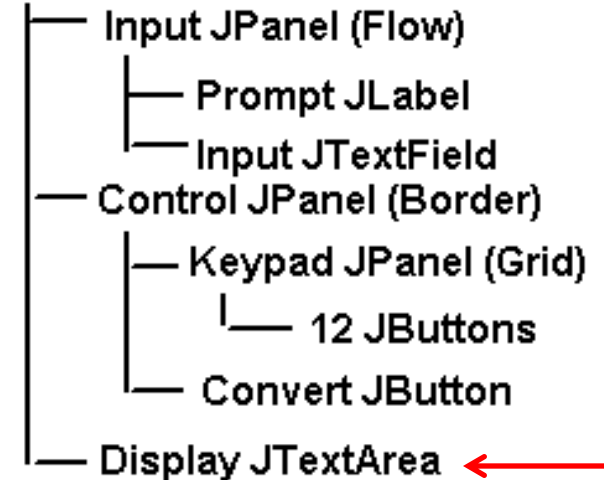 Input JPanel (Flow)
Prompt JLabel
Input JTextField
Control JPanel (Border)
Keypad JPanel (Grid)
12 JButtons
Convert JButton
Display JTextArea